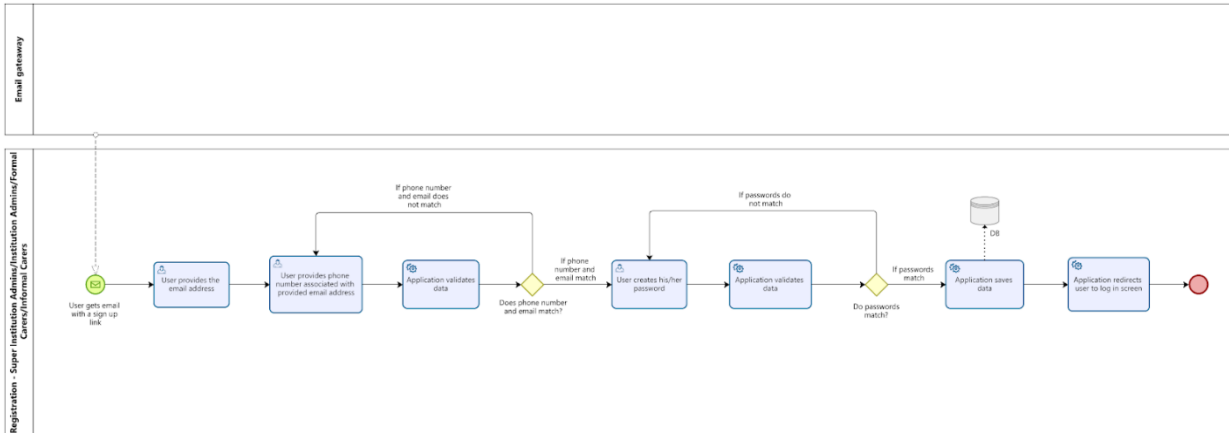 Email gateaway
Registration - Super Institution Admins/Institution Admins/Formal
Carers/Informal Carers
User gets email
with a sign up
link
User provides the
email address
User provides phone
number associated with
provided email address
If phone number
and email does
not match
Application validates
data
Does phone number
and email match?
If phone
number and
email match
User creates his/her
password
If passwords do
not match
Application validates
data
Do passwords
match?
If passwords
match
DB
Application saves
data
Application redirects
user to log in screen